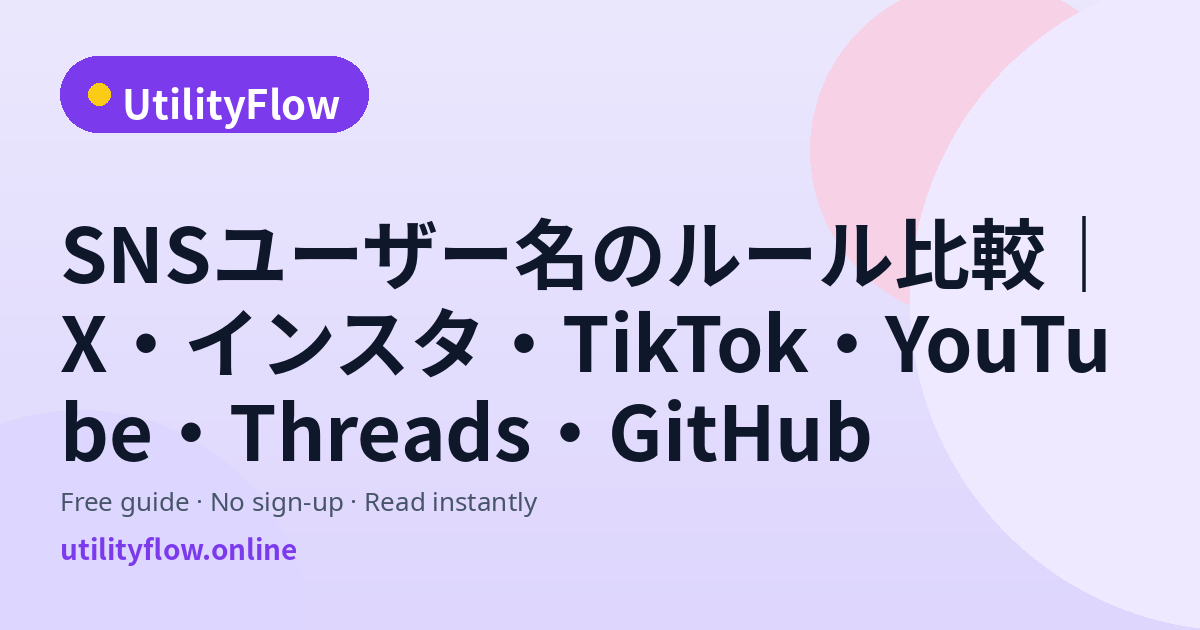 UtilityFlow
SNSユーザー名のルール比較｜
X・インスタ・TikTok・YouTu
be・Threads・GitHub
Free guide · No sign-up · Read instantly
utilityflow.online